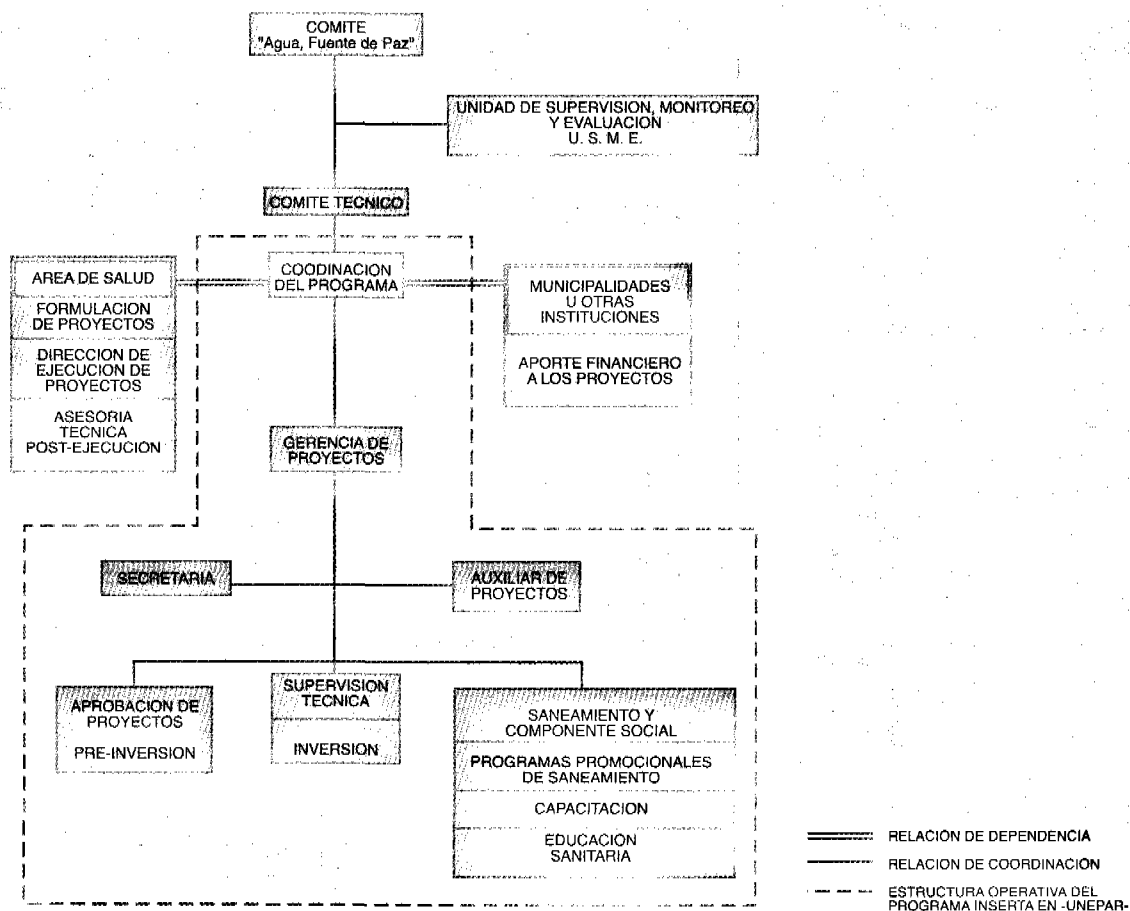 COMITE
"Agua, Fuente de Paz"
UNIDAD DE SUPERVISION, MONITOREO
Y EVALUACION
U. S. M. E.
COMITE TECNICO
COODINACION
DEL PROGRAMA
AREA DE SALUD
FORMULACION
DE PROYECTOS
DIRECCION DE
EJECUCION DE
PROYECTOS
ASESORIA
TECNICA
POST-EJECUCION
MUNICIPALIDADES
U OTRAS
INSTITUCIONES
APORTE FINANCIERO
A LOS PROYECTOS
GERENCIA DE
PROYECTOS
SECRETARIA
AUXILIAR DE
PROYECTOS
APROBACION DE
PROYECTOS
PRE-INVERSION
SUPERVISION
TECNICA
INVERSION
SANEAMIENTO Y
COMPONENTE SOCIAL
PROGRAMAS PROMOCIONALES
DE SANEAMIENTO
CAPACITACION
EDUCACION
SANITARIA
RELACION DE DEPENDENCIA
RELACION DE COORDINACION
ESTRUCTURA OPERATIVA DEL
PROGRAMA INSERTA EN -UNEPAR-